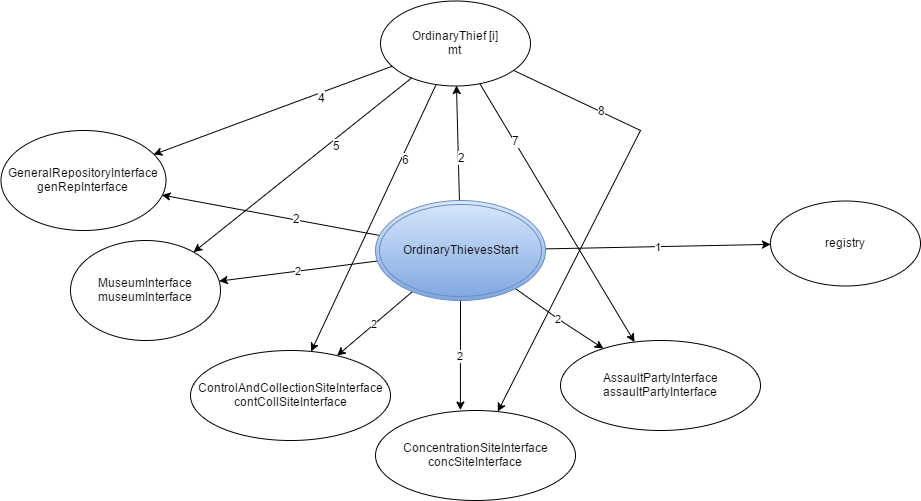 OrdinaryThief [i]
mt
4
8
5
7
6
2
GeneralRepositoryInterface
genRepInterface
2
OrdinaryThievesStart
1
registry
2
MuseumInterface
museumInterface
2
2
2
ControlAndCollectionSiteInterface
contCollSiteInterface
AssaultPartyInterface
assaultPartyInterface
ConcentrationSiteInterface
concSiteInterface